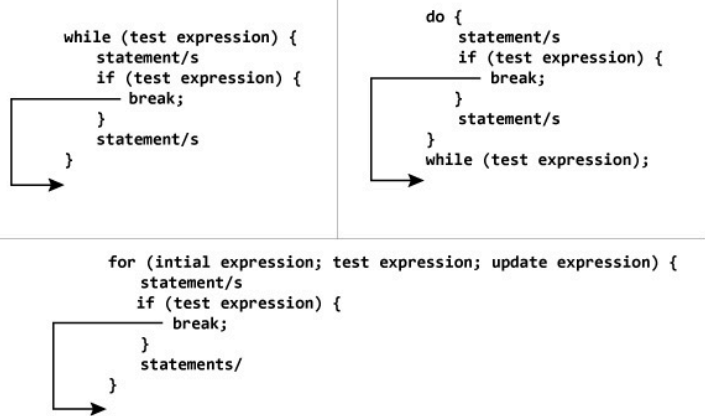 while (test expression) {
statement/s
if (test expression) {
break;
}
statement/s
}
do {
statement/s
if (test expression) {
break;
}
statement/s
}
while (test expression);
for (intial expression; test expression; update expression) {
statement/s
if (test expression) {
break;
}
statements/
}